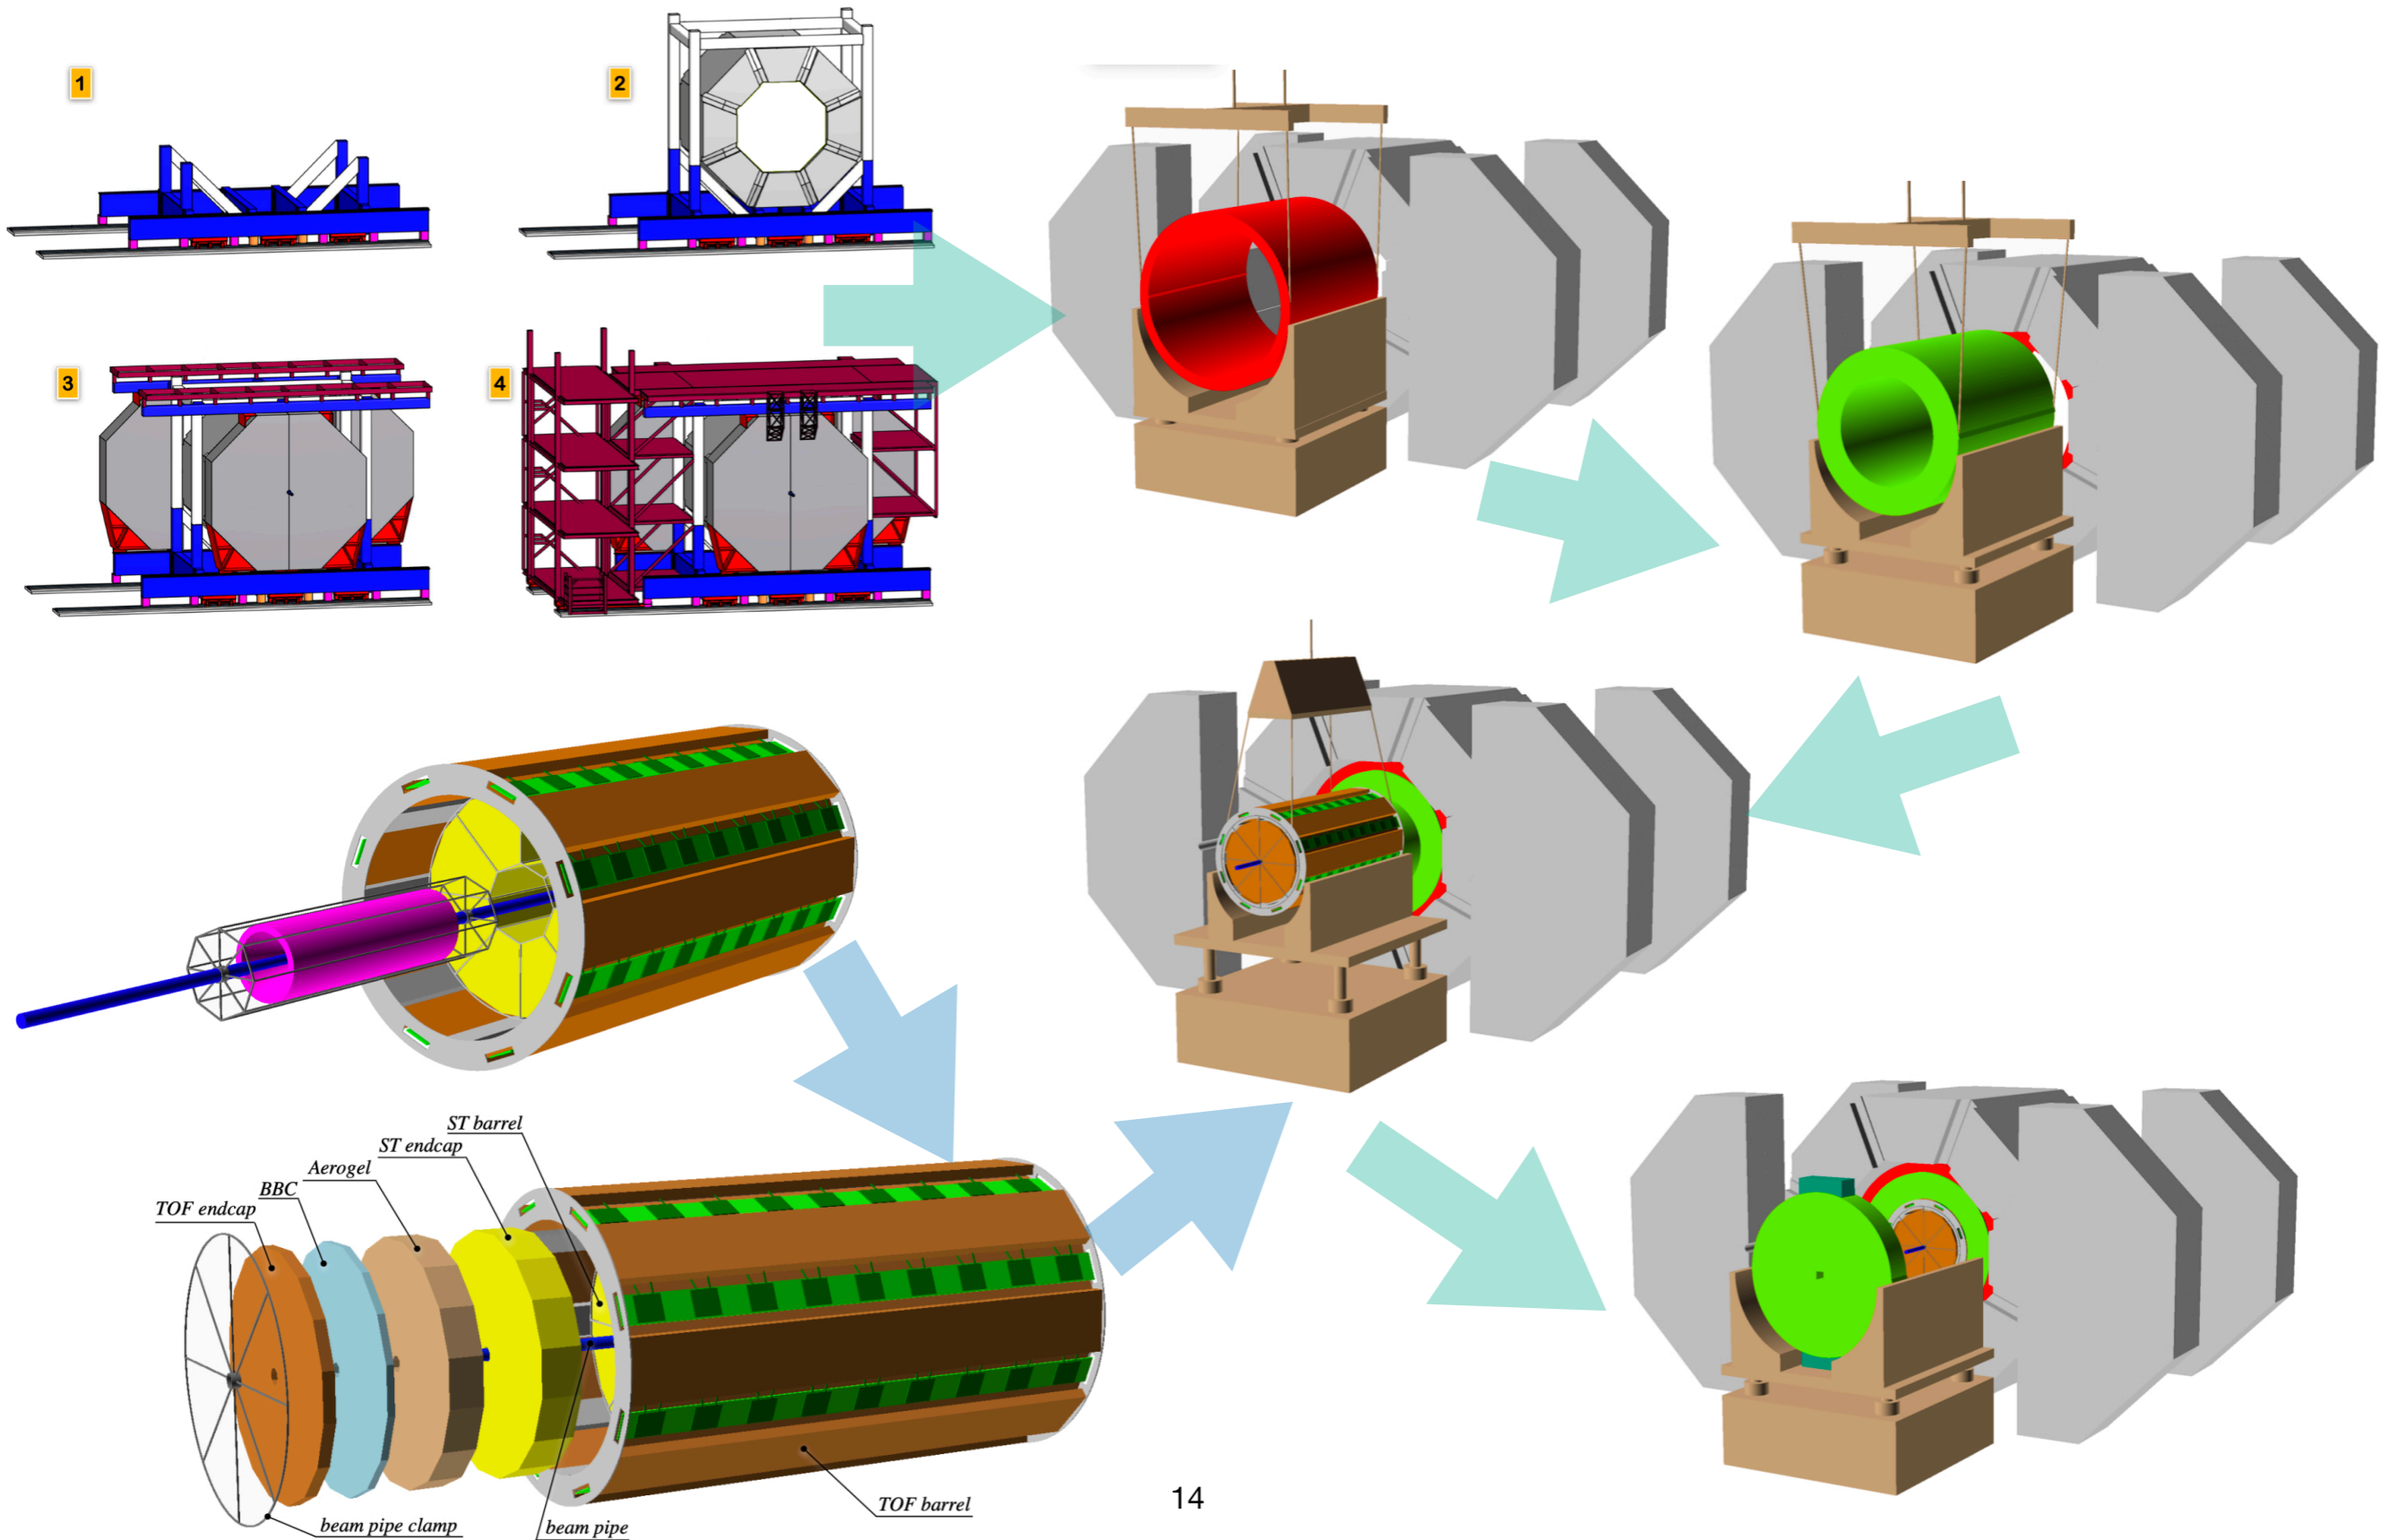 1
2
3
4
ST barrel
ST endcap
Aerogel
BBC
TOF endcap
TOF barrel
beam pipe clamp
beam pipe
14